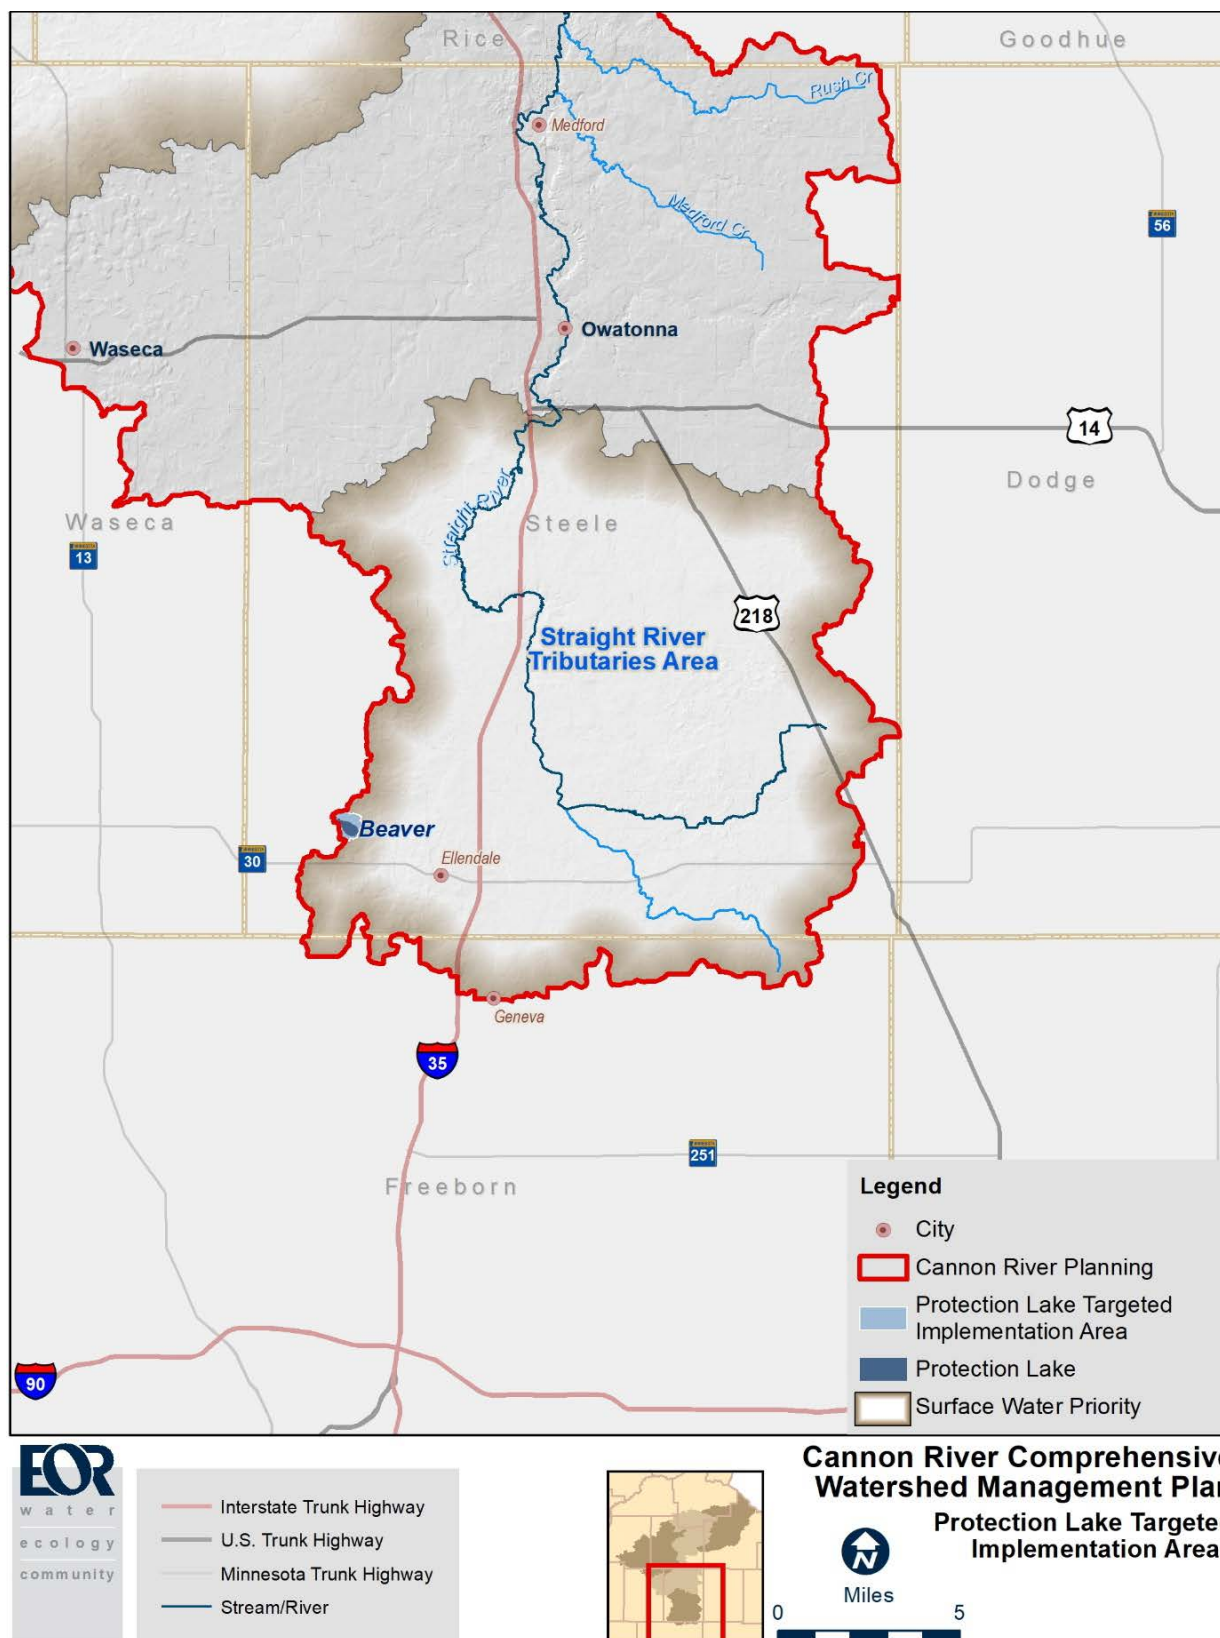 Rice
Goodhue
Rush Cr
Medford
Medford Cr
56
Owatonna
Waseca
14
Dodge
Straight
River
Waseca
Steele
13
218
Straight River
Tributaries Area
Beaver
Ellendale
30
Geneva
35
251
Freeborn
90
Legend
City
Cannon River Planning
Protection Lake Targeted
Implementation Area
Protection Lake
Surface Water Priority
EOR
water
ecology
community
Interstate Trunk Highway
U.S. Trunk Highway
Minnesota Trunk Highway
Stream/River
Cannon River Comprehensive
Watershed Management Plan
Protection Lake Targete
Implementation Area
N
Miles
0 5